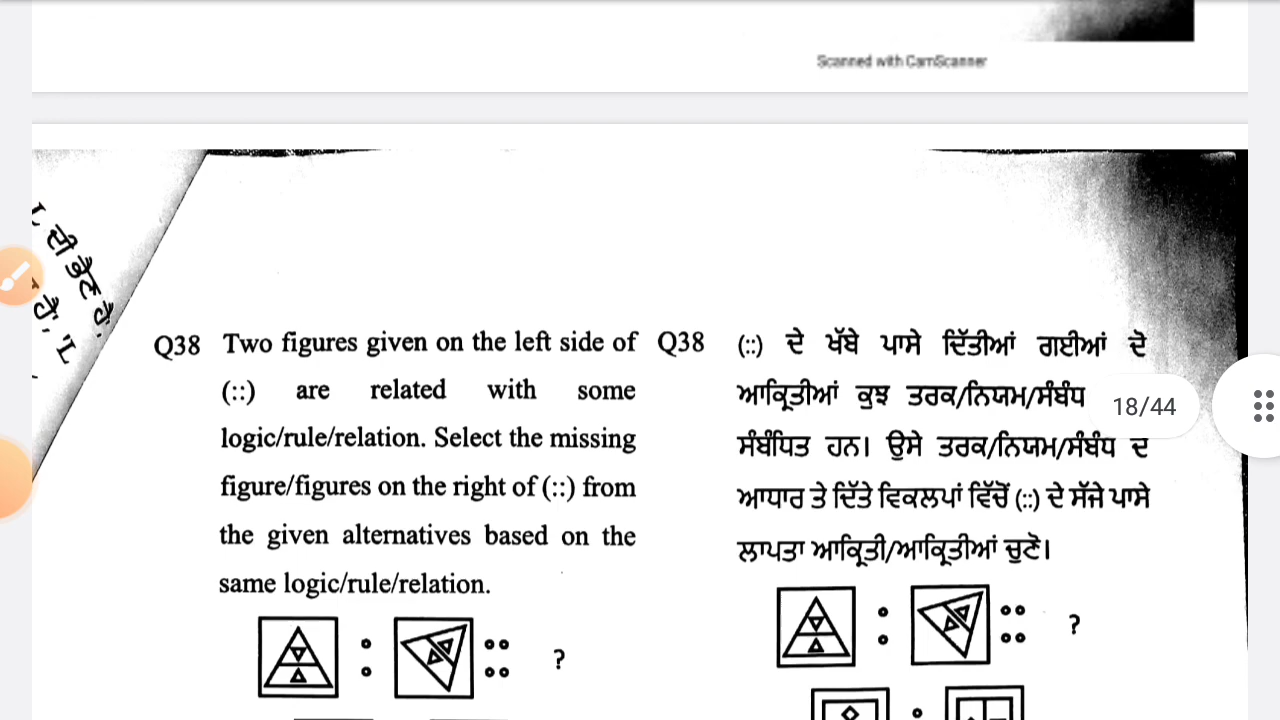 Scanned with CamScanner
ਦੀ ਭੈਣ ਹੈ,
ਹੈ, 'L
Q38 Two figures given on the left side of
(::) are related with some
logic/rule/relation. Select the missing
figure/figures on the right of (::) from
the given alternatives based on the
same logic/rule/relation.
?
Q38 (::) ਦੇ ਖੱਬੇ ਪਾਸੇ ਦਿੱਤੀਆਂ ਗਈਆਂ ਦੋ
ਆਕ੍ਰਿਤੀਆਂ ਕੁਝ ਤਰਕ/ਨਿਯਮ/ਸੰਬੰਧ
ਸੰਬੰਧਿਤ ਹਨ। ਉਸੇ ਤਰਕ/ਨਿਯਮ/ਸੰਬੰਧ ਦ
ਆਧਾਰ ਤੇ ਦਿੱਤੇ ਵਿਕਲਪਾਂ ਵਿੱਚੋਂ (::) ਦੇ ਸੱਜੇ ਪਾਸੇ
ਲਾਪਤਾ ਆਕ੍ਰਿਤੀ/ਆਕ੍ਰਿਤੀਆਂ ਚੁਣੋ।
?
18/44